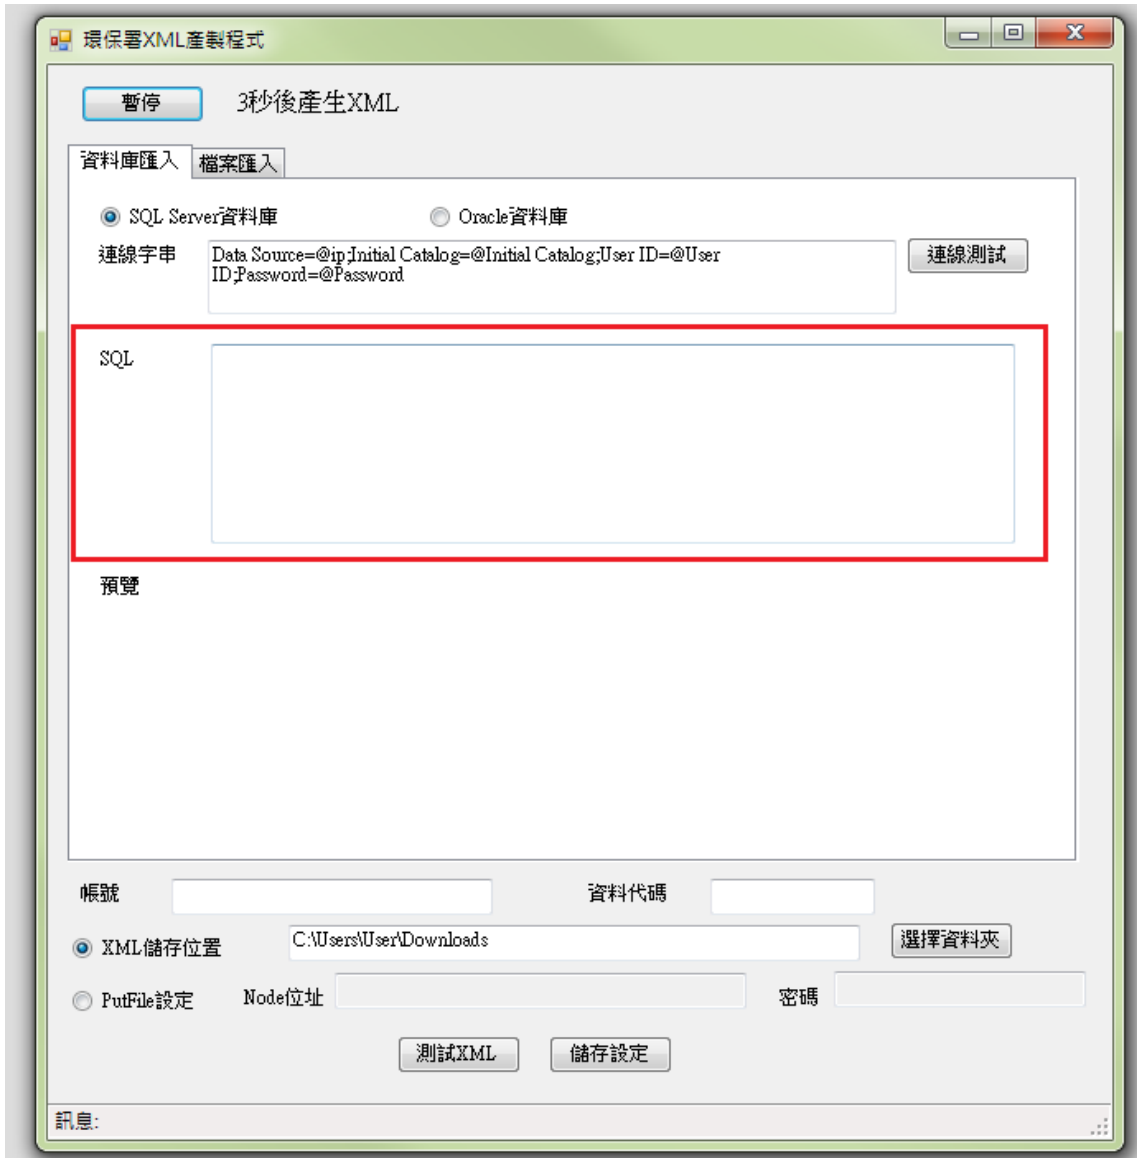 環保署XML產製程式
暫停 3秒後產生XML
資料庫匯入 檔案匯入
SQL Server資料庫 Oracle資料庫
連線字串 Data Source=@ip;Initial Catalog=@Initial Catalog;User ID=@User 連線測試
ID;Password=@Password
SQL
預覽
帳號 資料代碼
XML儲存位置 C:\Users\User\Downloads 選擇資料夾
PutFile設定 Node位址 密碼
測試XML 儲存設定
訊息: